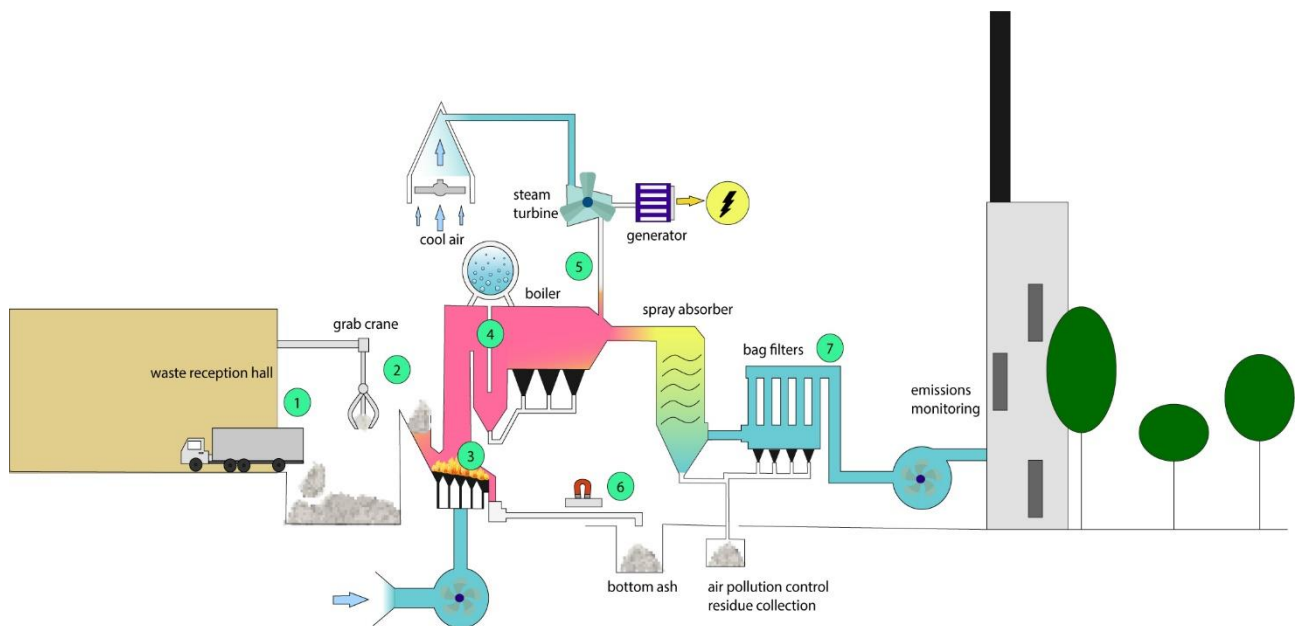 steam
turbine
generator
cool air
5
boiler
spray absorber
grab crane
4
bag filters
7
2
waste reception hall
emissions
monitoring
1
3
6
bottom ash
air pollution control
residue collection